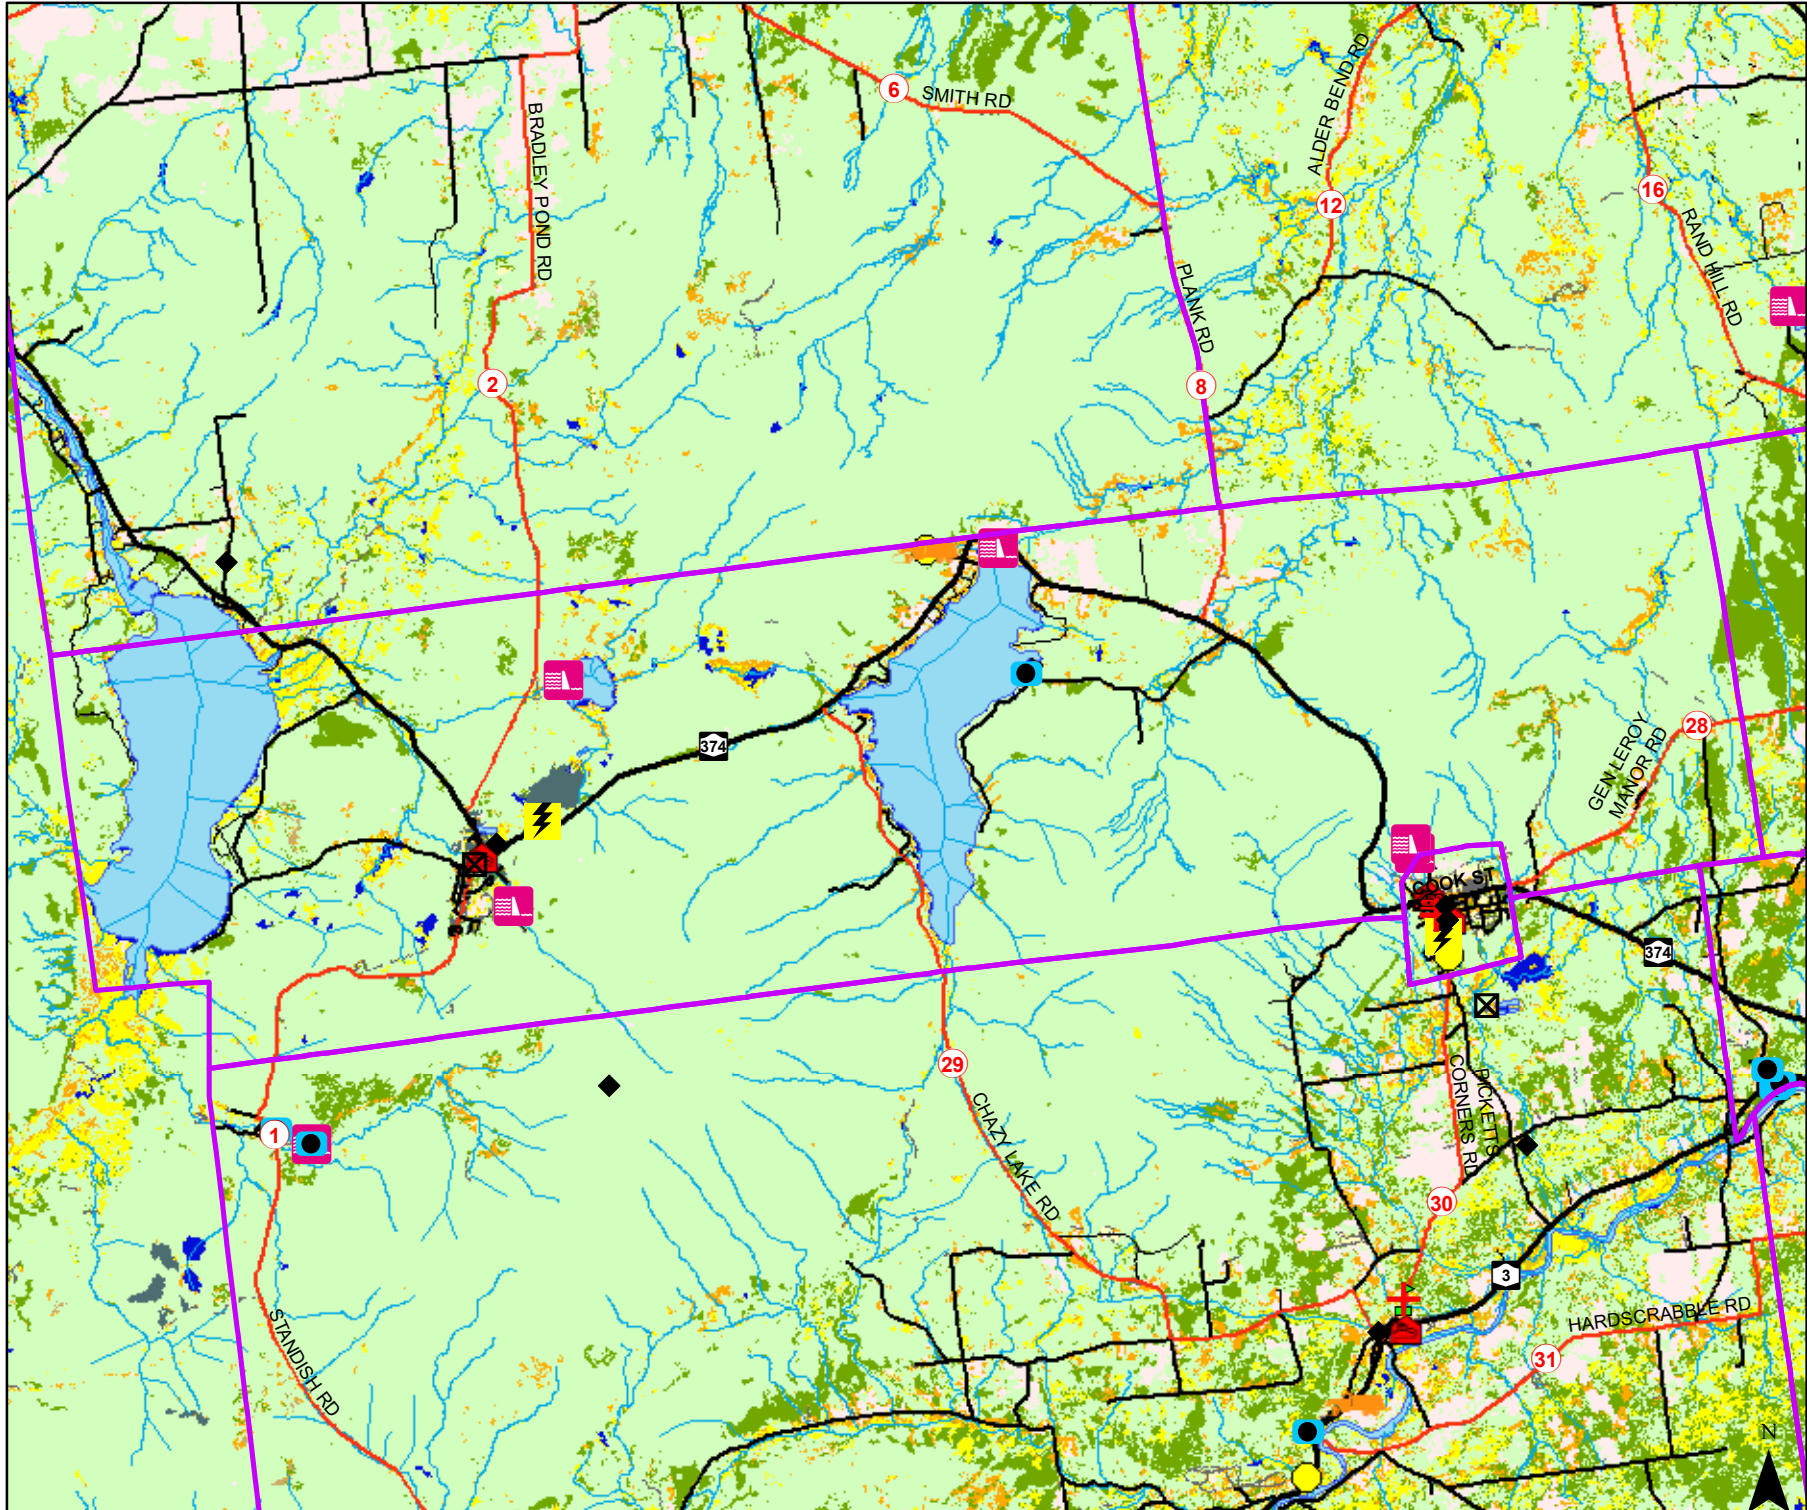 6
SMITH RD
BRADLEY POND RD
ALDER BEND RD
12
16
RAND HILL RD
PLANK RD
2
8
374
28
GEN LEROY
MANOR RD
COOK ST
374
29
CHAZY LAKE RD
PICKETTS
CORNERS RD
1
30
3
STANDISH RD
HARDSCRABBLE RD
31
N